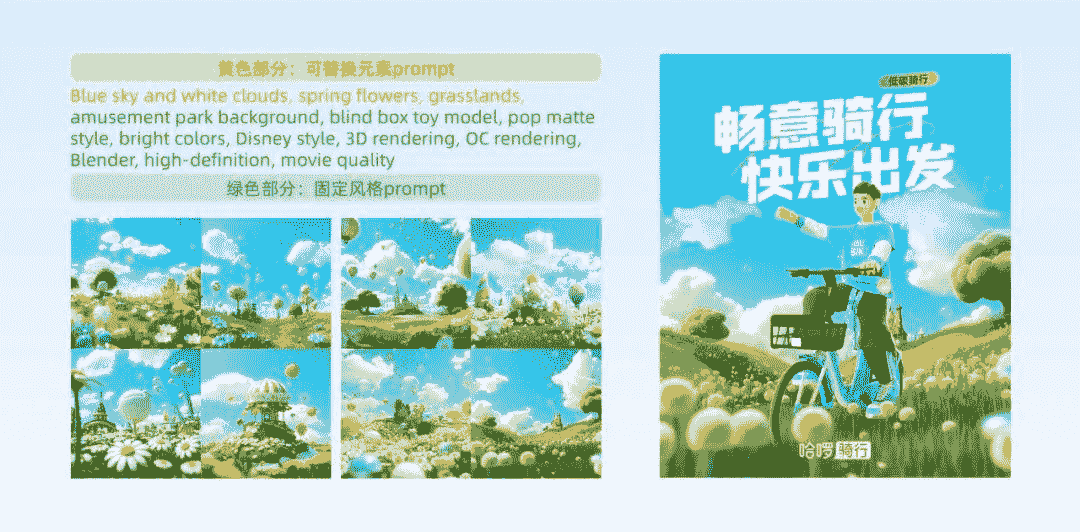 黄色部分：可替换元素prompt
Blue sky and white clouds, spring flowers, grasslands,
amusement park background, blind box toy model, pop matte
style, bright colors, Disney style, 3D rendering, OC rendering,
Blender, high-definition, movie quality
绿色部分：固定风格prompt
低碳骑行
畅意骑行
快乐出发
哈啰骑行